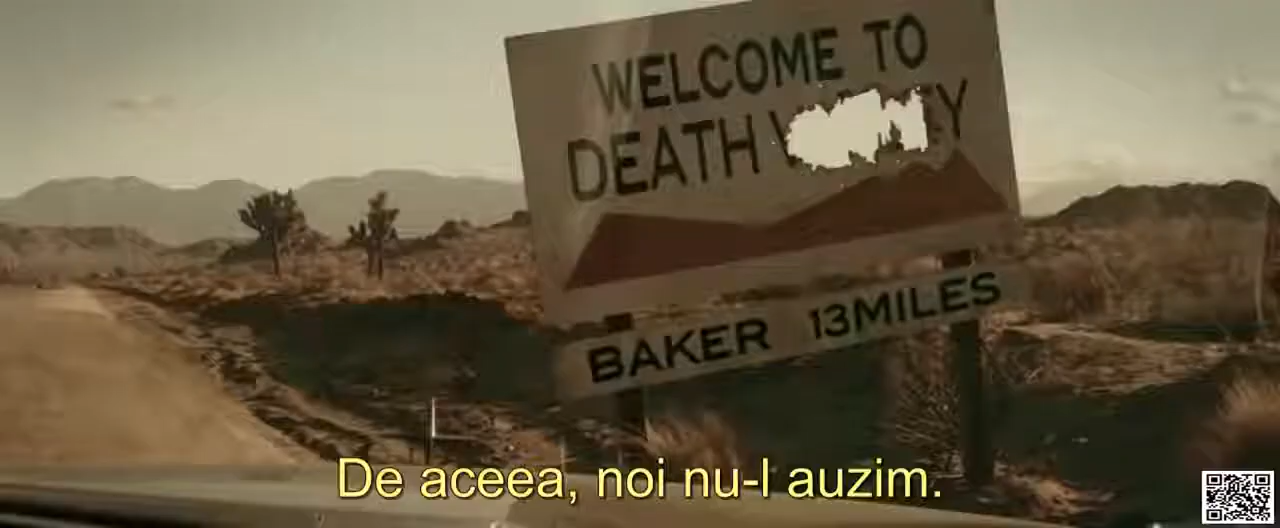 WELCOME TO
DEATH
BAKER 13MILES
De aceea, noi nu-l auzim.